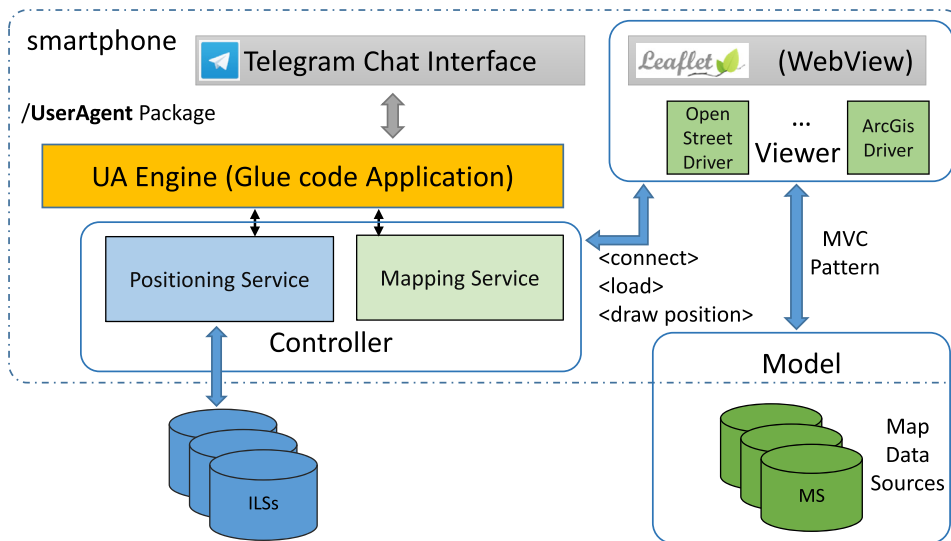 smartphone
Telegram Chat Interface
/UserAgent Package
UA Engine (Glue code Application)
Positioning Service
Mapping Service
Controller
ILSs
Leaflet
(WebView)
Open
Street
Driver
...
ArcGis
Driver
Viewer
<connect>
<load>
<draw position>
MVC
Pattern
Model
Map
Data
Sources
MS